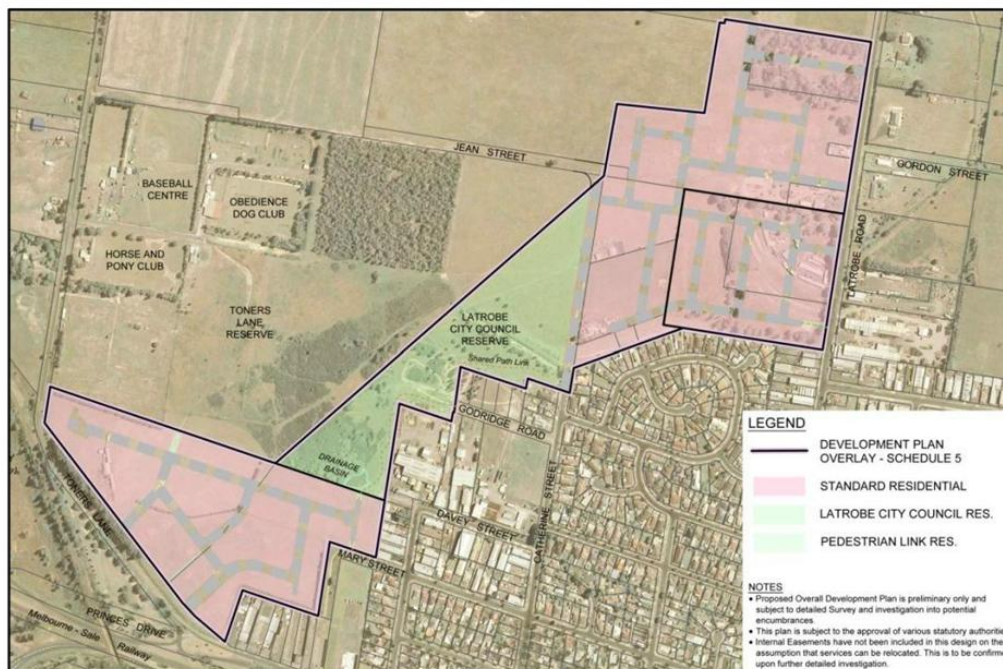 JEAN STREET
GORDON STREET
BASEBALL
CENTRE
OBEDIENCE
DOG CLUB
LATROBE ROAD
HORSE AND
PONY CLUB
TONERS
LANE
RESERVE
LATROBE
CITY COUNCIL
RESERVE
Shared Path Link
GODRIDGE ROAD
DRAINAGE
BASIN
TONERS LANE
DAVEY STREET
CATHERINE STREET
MARY STREET
PRINCES DRIVE
Melbourne - Sale
Railway
LEGEND
DEVELOPMENT PLAN
OVERLAY - SCHEDULE 5
STANDARD RESIDENTIAL
LATROBE CITY COUNCIL RES.
PEDESTRIAN LINK RES.
NOTES
• Proposed Overall Development Plan is preliminary only and
subject to detailed Survey and investigation into potential
encumbrances.
• This plan is subject to the approval of various statutory authoritie
• Internal Easements have not been included in this design on the
assumption that services can be relocated. This is to be confirme
upon further detailed investigation.